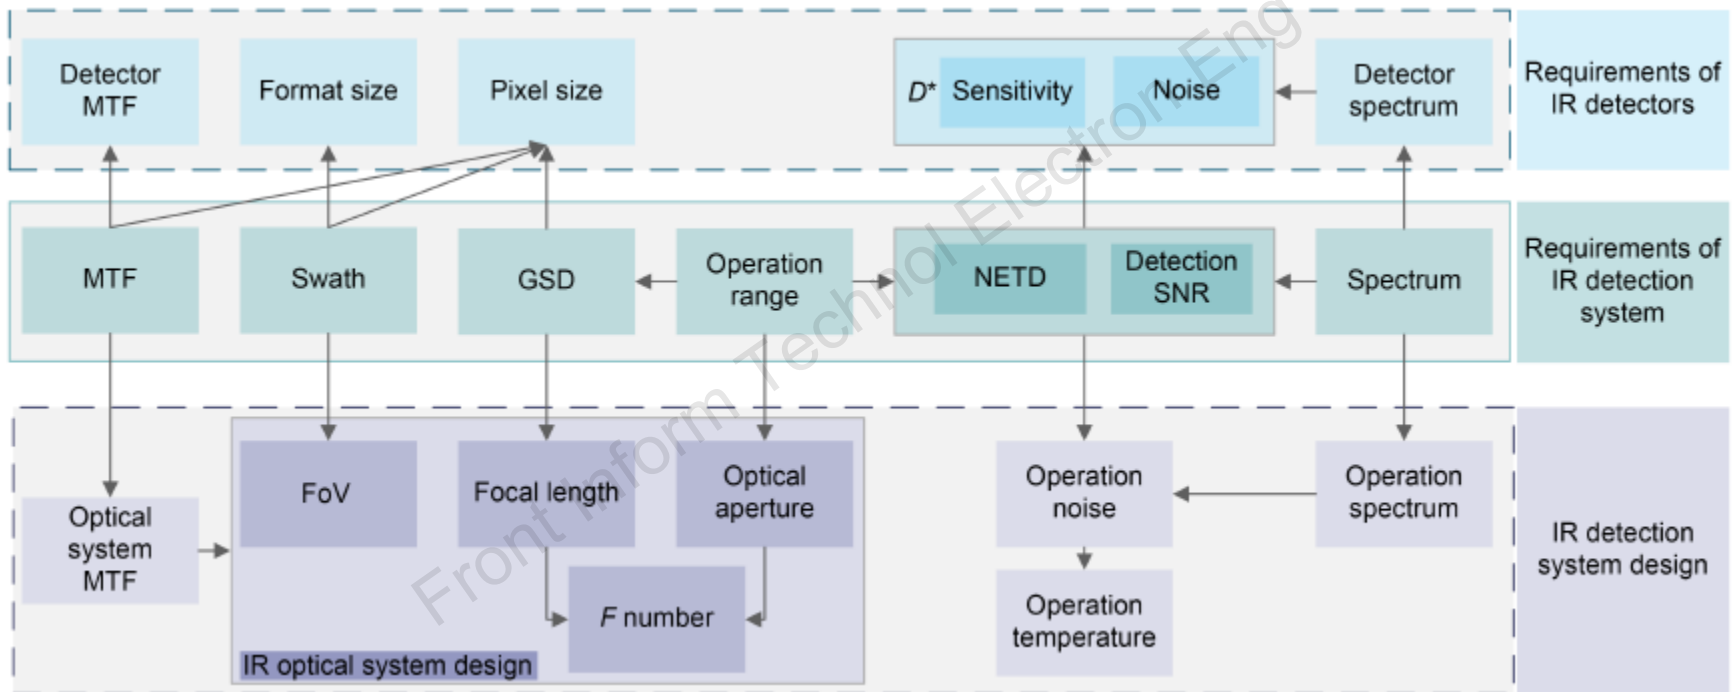 Detector
MTF
Format size
Pixel size
D* Sensitivity
Noise
Detector
spectrum
Requirements of
IR detectors
MTF
Swath
GSD
Operation
range
NETD
Detection
SNR
Spectrum
Requirements of
IR detection
system
Optical
system
MTF
FoV
Focal length
Optical
aperture
F number
IR optical system design
Operation
noise
Operation
temperature
Operation
spectrum
IR detection
system design
Front Inform Technol Electron Eng